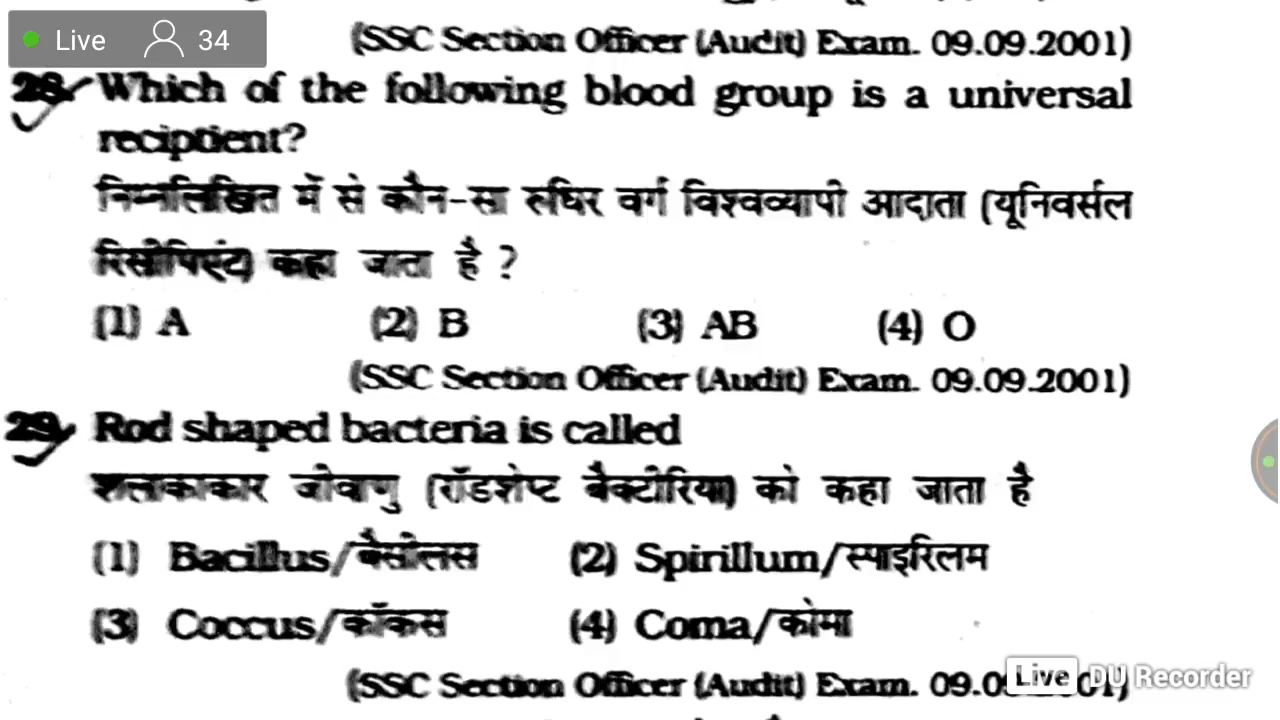 Live 34
(SSC Section Officer (Audit) Exam. 09.09.2001)
28. Which of the following blood group is a universal
reciptient?
निम्नलिखित में से कौन-सा रुधिर वर्ग विश्वव्यापी आदाता (यूनिवर्सल
रिसीपिएंट) कहा जाता है ?
(1) A (2) B (3) AB (4) O
(SSC Section Officer (Audit) Exam. 09.09.2001)
29. Rod shaped bacteria is called
शलाकाकार जीवाणु (रॉडशेप्ट बैक्टीरिया) को कहा जाता है
(1) Bacillus/बैसीलस (2) Spirillum/स्पाइरिलम
(3) Coccus/कॉकस (4) Coma/कोमा
(SSC Section Officer (Audit) Exam. 09.09.2001)
Live DU Recorder